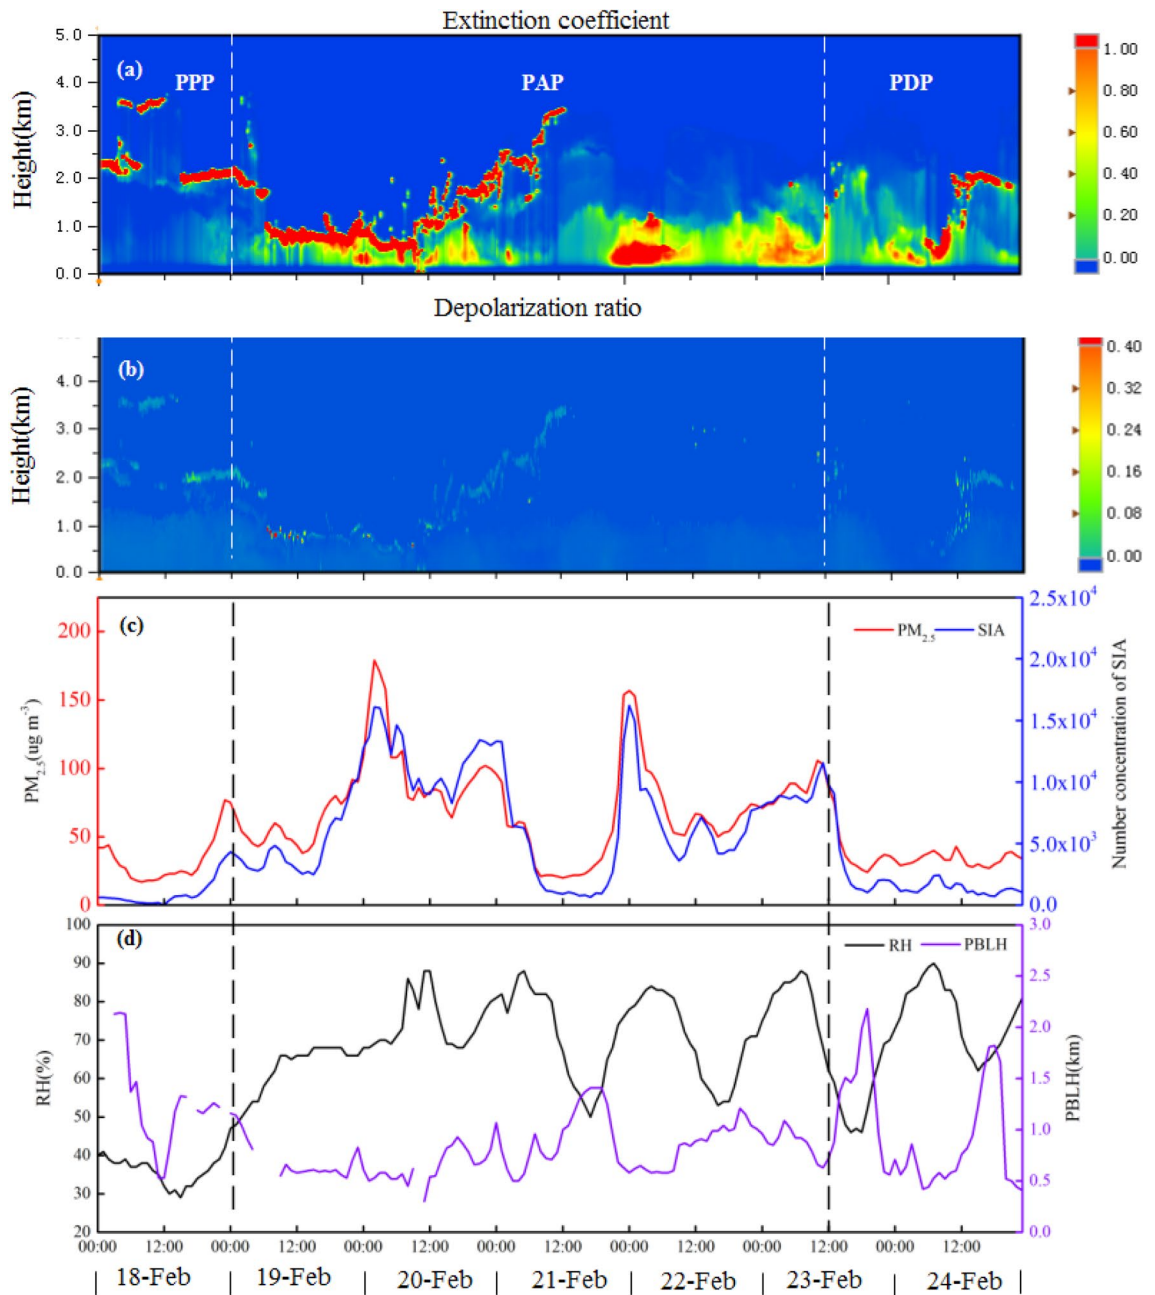 Extinction coefficient
5.0
4.0
3.0
2.0
1.0
0.0
Height(km)
(a)
PPP
PAP
PDP
1.00
0.80
0.60
0.40
0.20
0.00
Depolarization ratio
4.0
3.0
2.0
1.0
0.0
Height(km)
(b)
0.40
0.32
0.24
0.16
0.08
0.00
(c)
PM2.5
SIA
200
150
100
50
0
PM2.5(ug m-3)
2.5x10^4
2.0x10^4
1.5x10^4
1.0x10^4
5.0x10^3
0.0
Number concentration of SIA
(d)
RH
PBLH
100
90
80
70
60
50
40
30
20
RH(%)
3.0
2.5
2.0
1.5
1.0
0.5
0.0
PBLH(km)
00:00 12:00 00:00 12:00 00:00 12:00 00:00 12:00 00:00 12:00 00:00 12:00 00:00 12:00
18-Feb 19-Feb 20-Feb 21-Feb 22-Feb 23-Feb 24-Feb